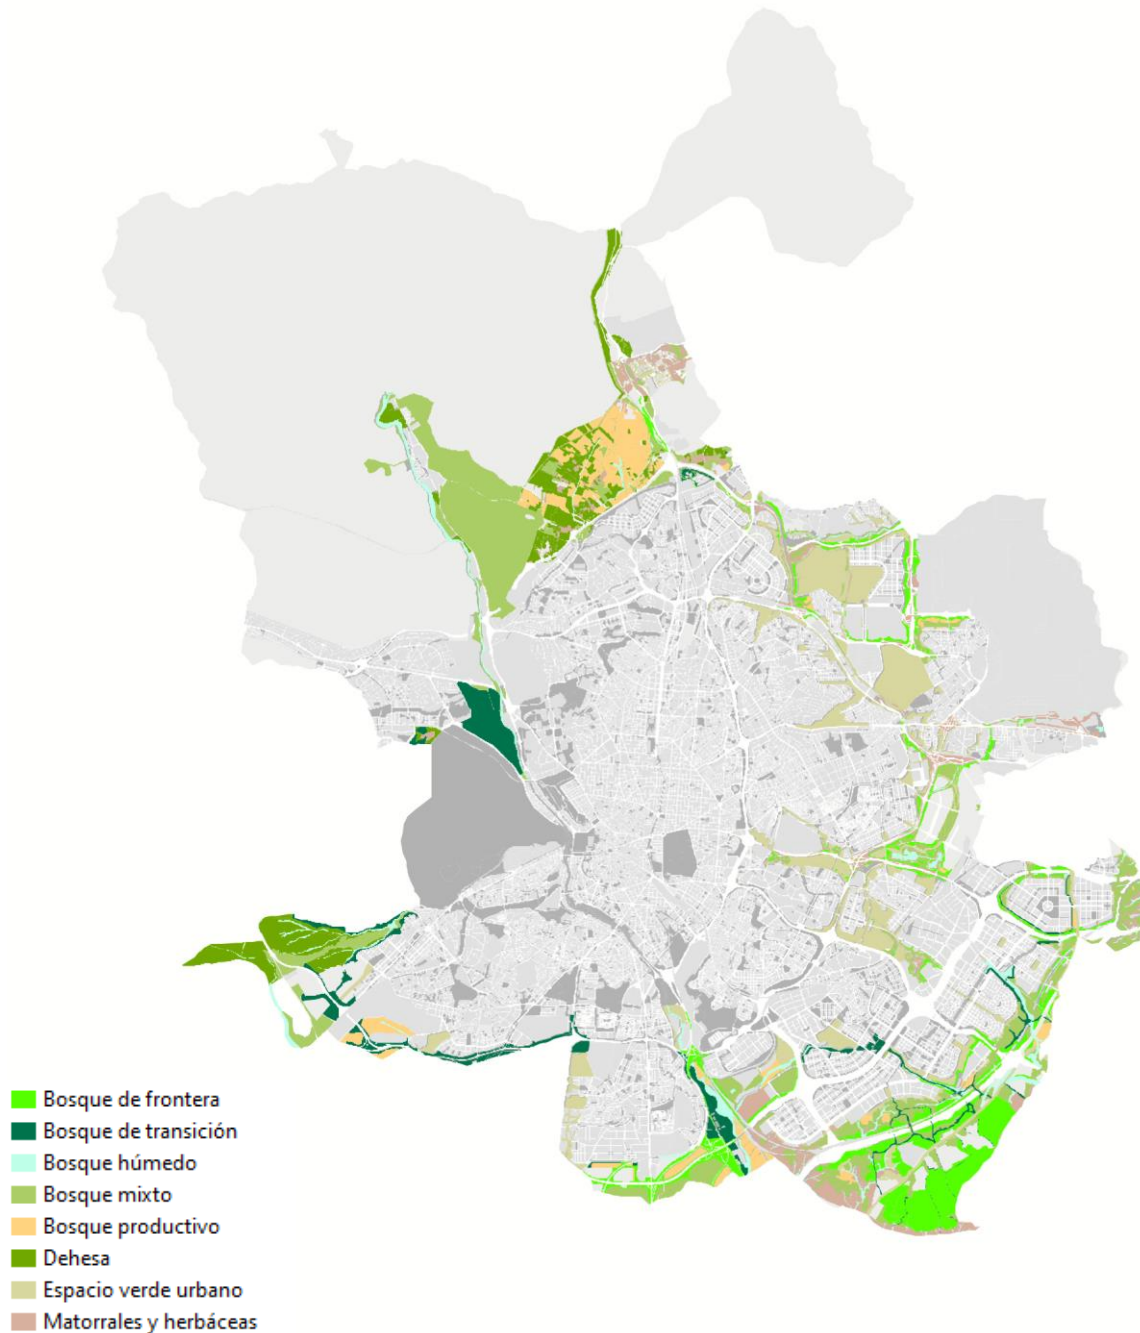 Bosque de frontera
Bosque de transición
Bosque húmedo
Bosque mixto
Bosque productivo
Dehesa
Espacio verde urbano
Matorrales y herbáceas